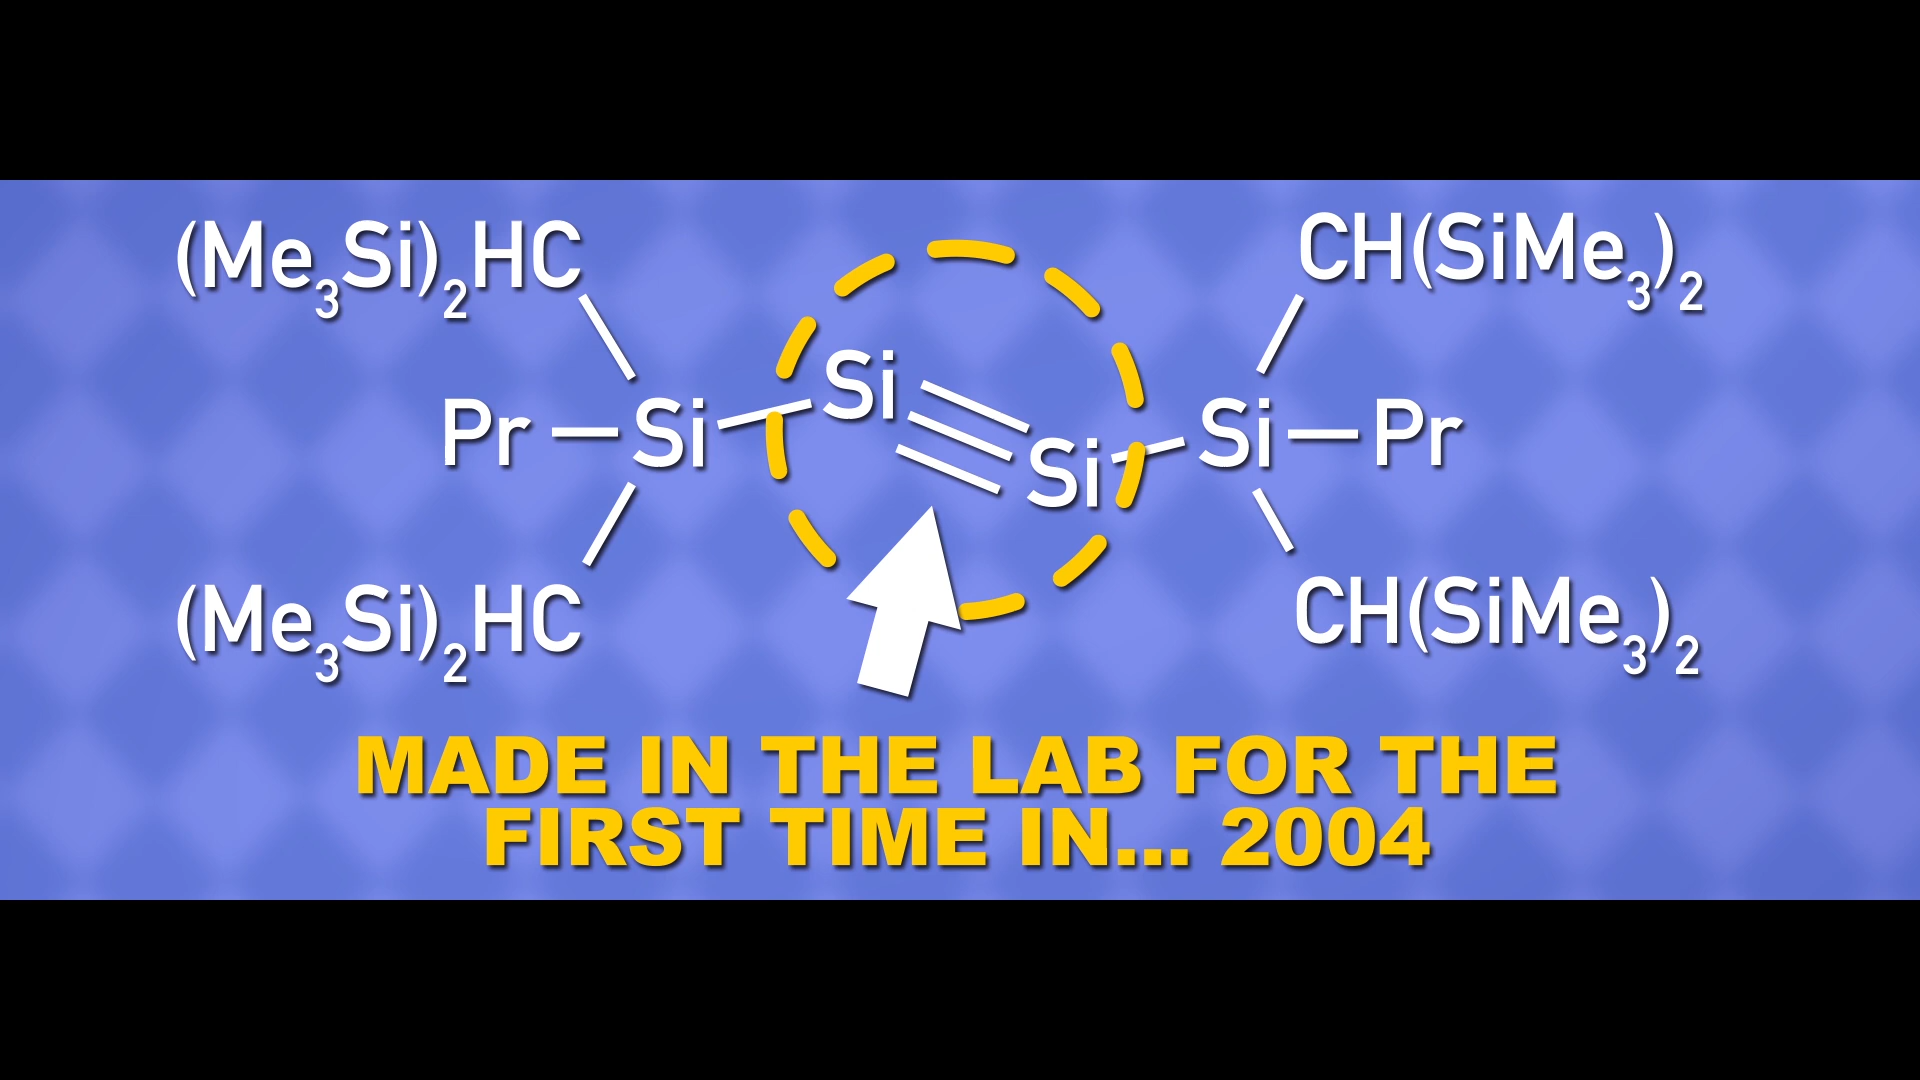 (Me₃Si)₂HC
CH(SiMe₃)₂
Pr—Si—Si≡Si—Si—Pr
(Me₃Si)₂HC
CH(SiMe₃)₂
MADE IN THE LAB FOR THE
FIRST TIME IN... 2004